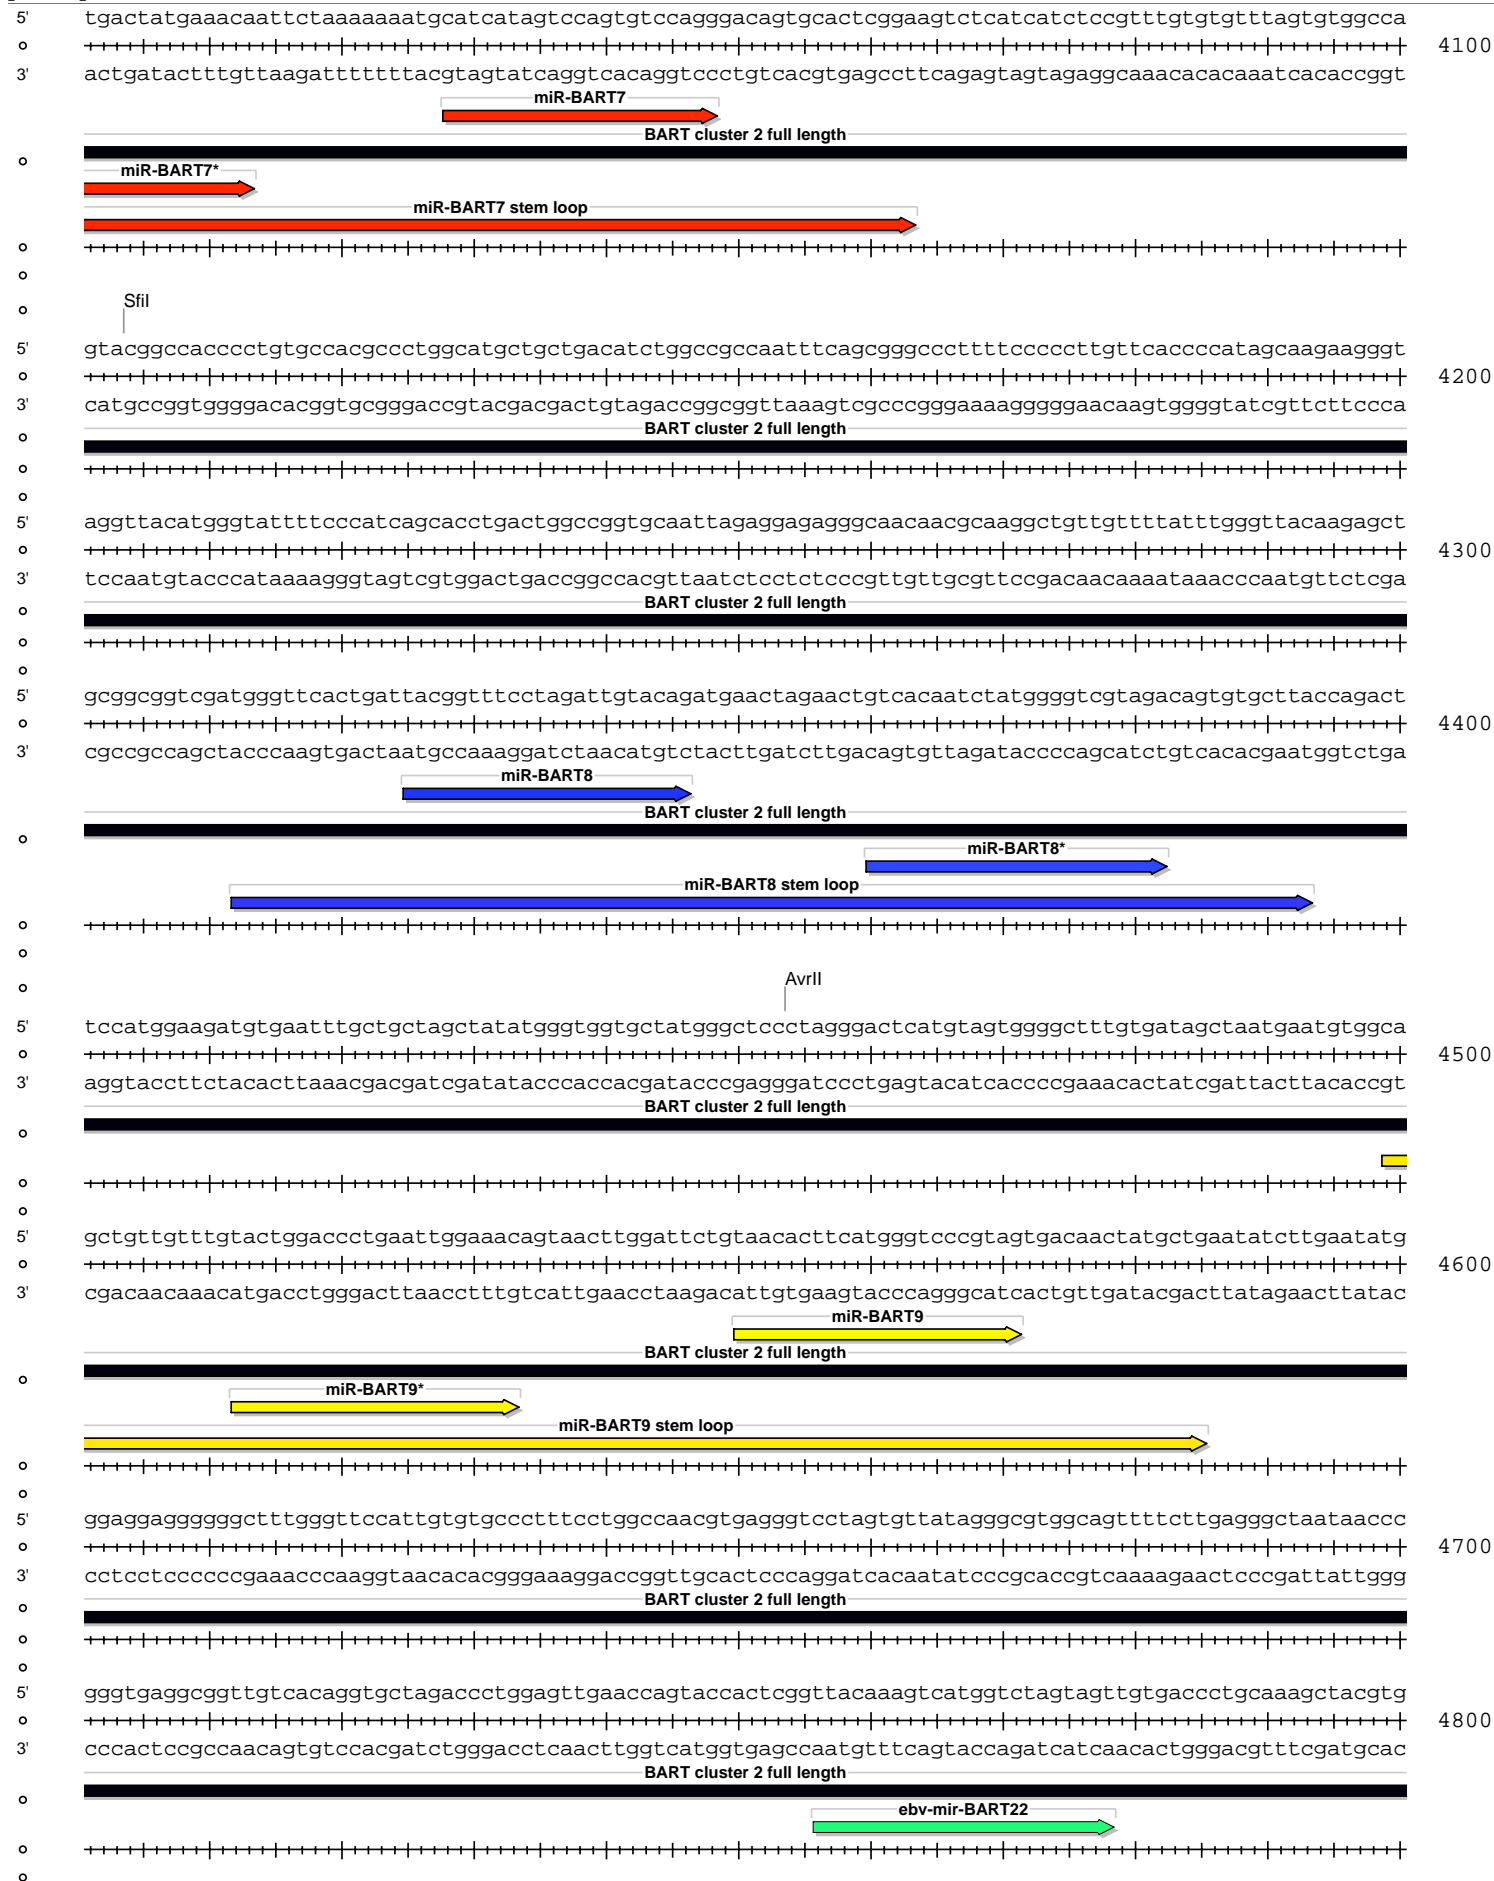 5' tgactatgaaacaattctaaaaaaatgcatcatagtccagtgtccagggacagtgcactcggaagtctcatcatctccgtttgtgtgtttagtgtggcca
4100
3' actgatactttgttaagatttttttacgtagtatcaggtcacaggtccctgtcacgtgagccttcagagtagtagaggcaaacacacaaatcacaccggt
miR-BART7
BART cluster 2 full length
miR-BART7*
miR-BART7 stem loop
SfiI
5' gtacggccacccctgtgccacgccctggcatgctgctgacatctggccgccaatttcagcgggcccttttcccccttgttcaccccatagcaagaagggt
4200
3' catgccggtggggacacggtgcgggaccgtacgacgactgtagaccggcggttaaagtcgcccgggaaaagggggaacaagtggggtatcgttcttccca
BART cluster 2 full length
5' aggttacatgggtattttcccatcagcacctgactggccggtgcaattagaggagagggcaacaacgcaaggctgttgttttatttgggttacaagagct
4300
3' tccaatgtacccataaaagggtagtcgtggactgaccggccacgttaatctcctctcccgttgttgcgttccgacaacaaaataaacccaatgttctcga
BART cluster 2 full length
5' gcggcggtcgatgggttcactgattacggtttcctagattgtacagatgaactagaactgtcacaatctatggggtcgtagacagtgtgcttaccagact
4400
3' cgccgccagctacccaagtgactaatgccaaaggatctaacatgtctacttgatcttgacagtgttagataccccagcatctgtcacacgaatggtctga
miR-BART8
BART cluster 2 full length
miR-BART8*
miR-BART8 stem loop
AvrII
5' tccatggaagatgtgaatttgctgctagctatatgggtggtgctatgggctccctagggactcatgtagtggggctttgtgatagctaatgaatgtggca
4500
3' aggtaccttctacacttaaacgacgatcgatatacccaccacgatacccgagggatccctgagtacatcaccccgaaacactatcgattacttacaccgt
BART cluster 2 full length
5' gctgttgtttgtactggaccctgaattggaaacagtaacttggattctgtaacacttcatgggtcccgtagtgacaactatgctgaatatcttgaatatg
4600
3' cgacaacaaacatgacctgggacttaacctttgtcattgaacctaagacattgtgaagtacccagggcatcactgttgatacgacttatagaacttatac
miR-BART9
BART cluster 2 full length
miR-BART9*
miR-BART9 stem loop
5' ggaggaggggggctttgggttccattgtgtgccctttcctggccaacgtgagggtcctagtgttatagggcgtggcagttttcttgagggctaataaccc
4700
3' cctcctccccccgaaacccaaggtaacacacgggaaaggaccggttgcactcccaggatcacaatatcccgcaccgtcaaaagaactcccgattattggg
BART cluster 2 full length
5' gggtgaggcggttgtcacaggtgctagaccctggagttgaaccagtaccactcggttacaaagtcatggtctagtagttgtgaccctgcaaagctacgtg
4800
3' cccactccgccaacagtgtccacgatctgggacctcaacttggtcatggtgagccaatgtttcagtaccagatcatcaacactgggacgtttcgatgcac
BART cluster 2 full length
ebv-mir-BART22